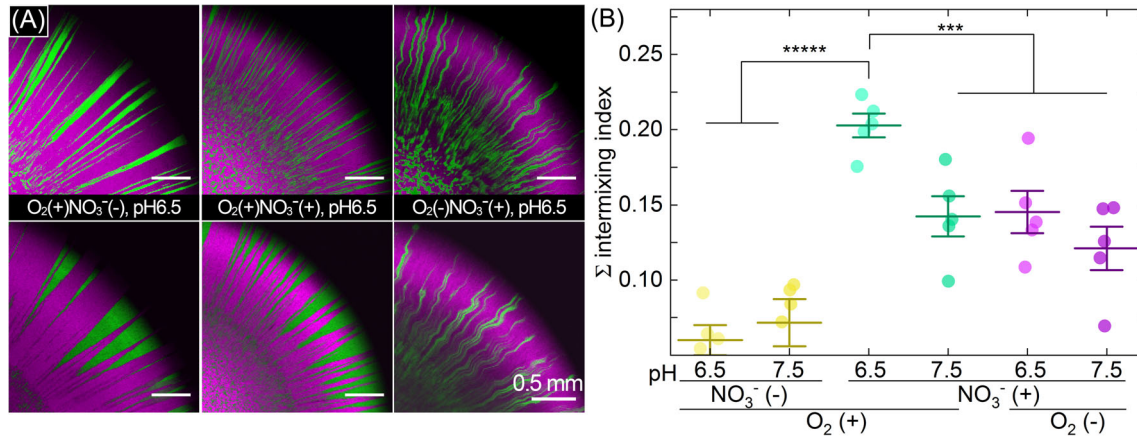 (A)
O₂(+)NO₃⁻(-), pH6.5
O₂(+)NO₃⁻(+), pH6.5
O₂(-)NO₃⁻(+), pH6.5
0.5 mm
(B)
Σ intermixing index
0.25
0.20
0.15
0.10
*****
***
pH 6.5 7.5 6.5 7.5 6.5 7.5
NO₃⁻ (-) NO₃⁻ (+)
O₂ (+) O₂ (-)